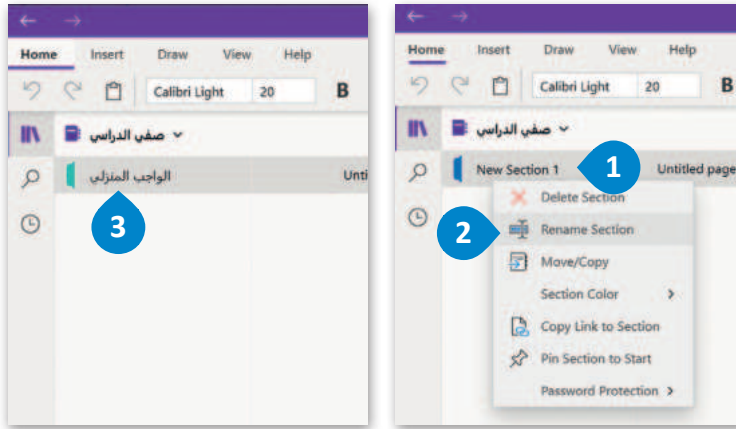 Home Insert Draw View Help
Calibri Light 20 B
صفي الدراسي
الواجب المنزلي Unti
3
Home Insert Draw View Help
Calibri Light 20 B
صفي الدراسي
New Section 1 1 Untitled page
Delete Section
2 Rename Section
Move/Copy
Section Color
Copy Link to Section
Pin Section to Start
Password Protection